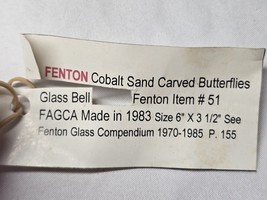 FENTON Cobalt Sand Carved Butterflies
Glass Bell Fenton Item # 51
FAGCA Made in 1983 Size 6" X 3 1/2" See
Fenton Glass Compendium 1970-1985 P. 155